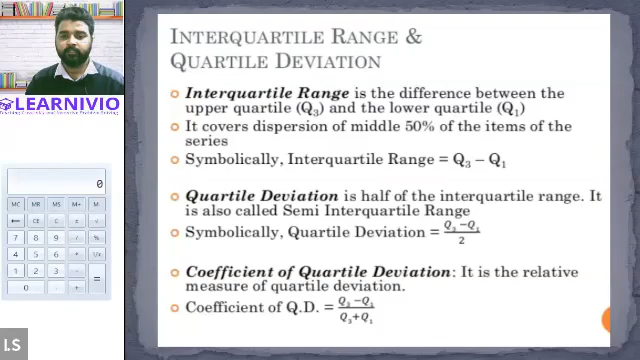 INTERQUARTILE RANGE &
QUARTILE DEVIATION
Interquartile Range is the difference between the
upper quartile (Q₃) and the lower quartile (Q₁)
It covers dispersion of middle 50% of the items of the
series
Symbolically, Interquartile Range = Q₃ – Q₁
Quartile Deviation is half of the interquartile range. It
is also called Semi Interquartile Range
Symbolically, Quartile Deviation = (Q₃ – Q₁) / 2
Coefficient of Quartile Deviation: It is the relative
measure of quartile deviation.
Coefficient of Q.D. = (Q₃ – Q₁) / (Q₃ + Q₁)
LEARNIVIO
0
MC MR MS M+ M-
← CE C ± √
7 8 9 / %
4 5 6 * 1/x
1 2 3 - =
0 . +
I.S